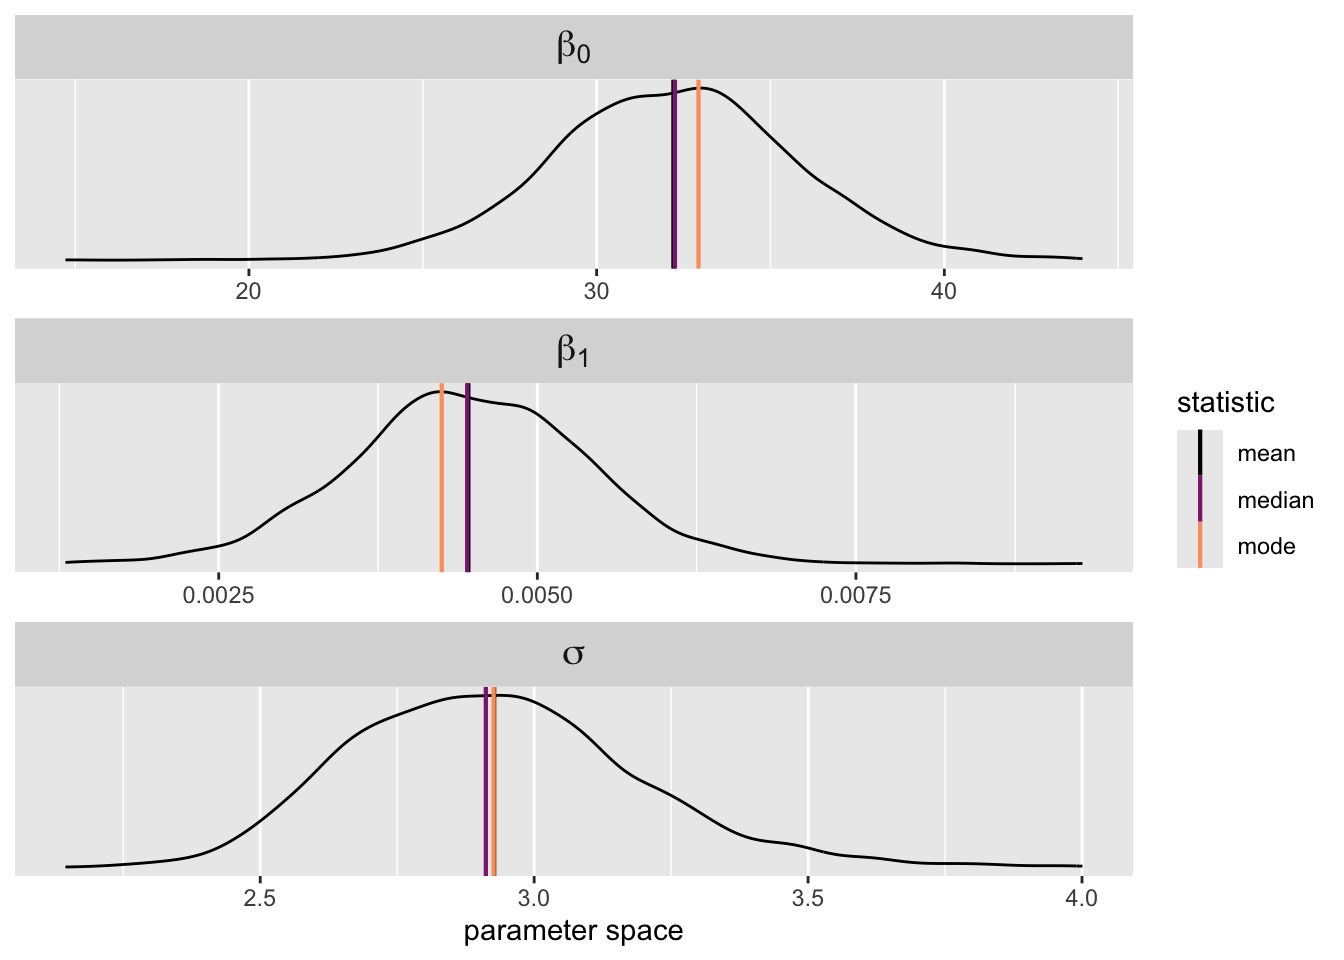 β₀
20 30 40
β₁
0.0025 0.0050 0.0075
σ
2.5 3.0 3.5 4.0
parameter space
statistic
mean
median
mode